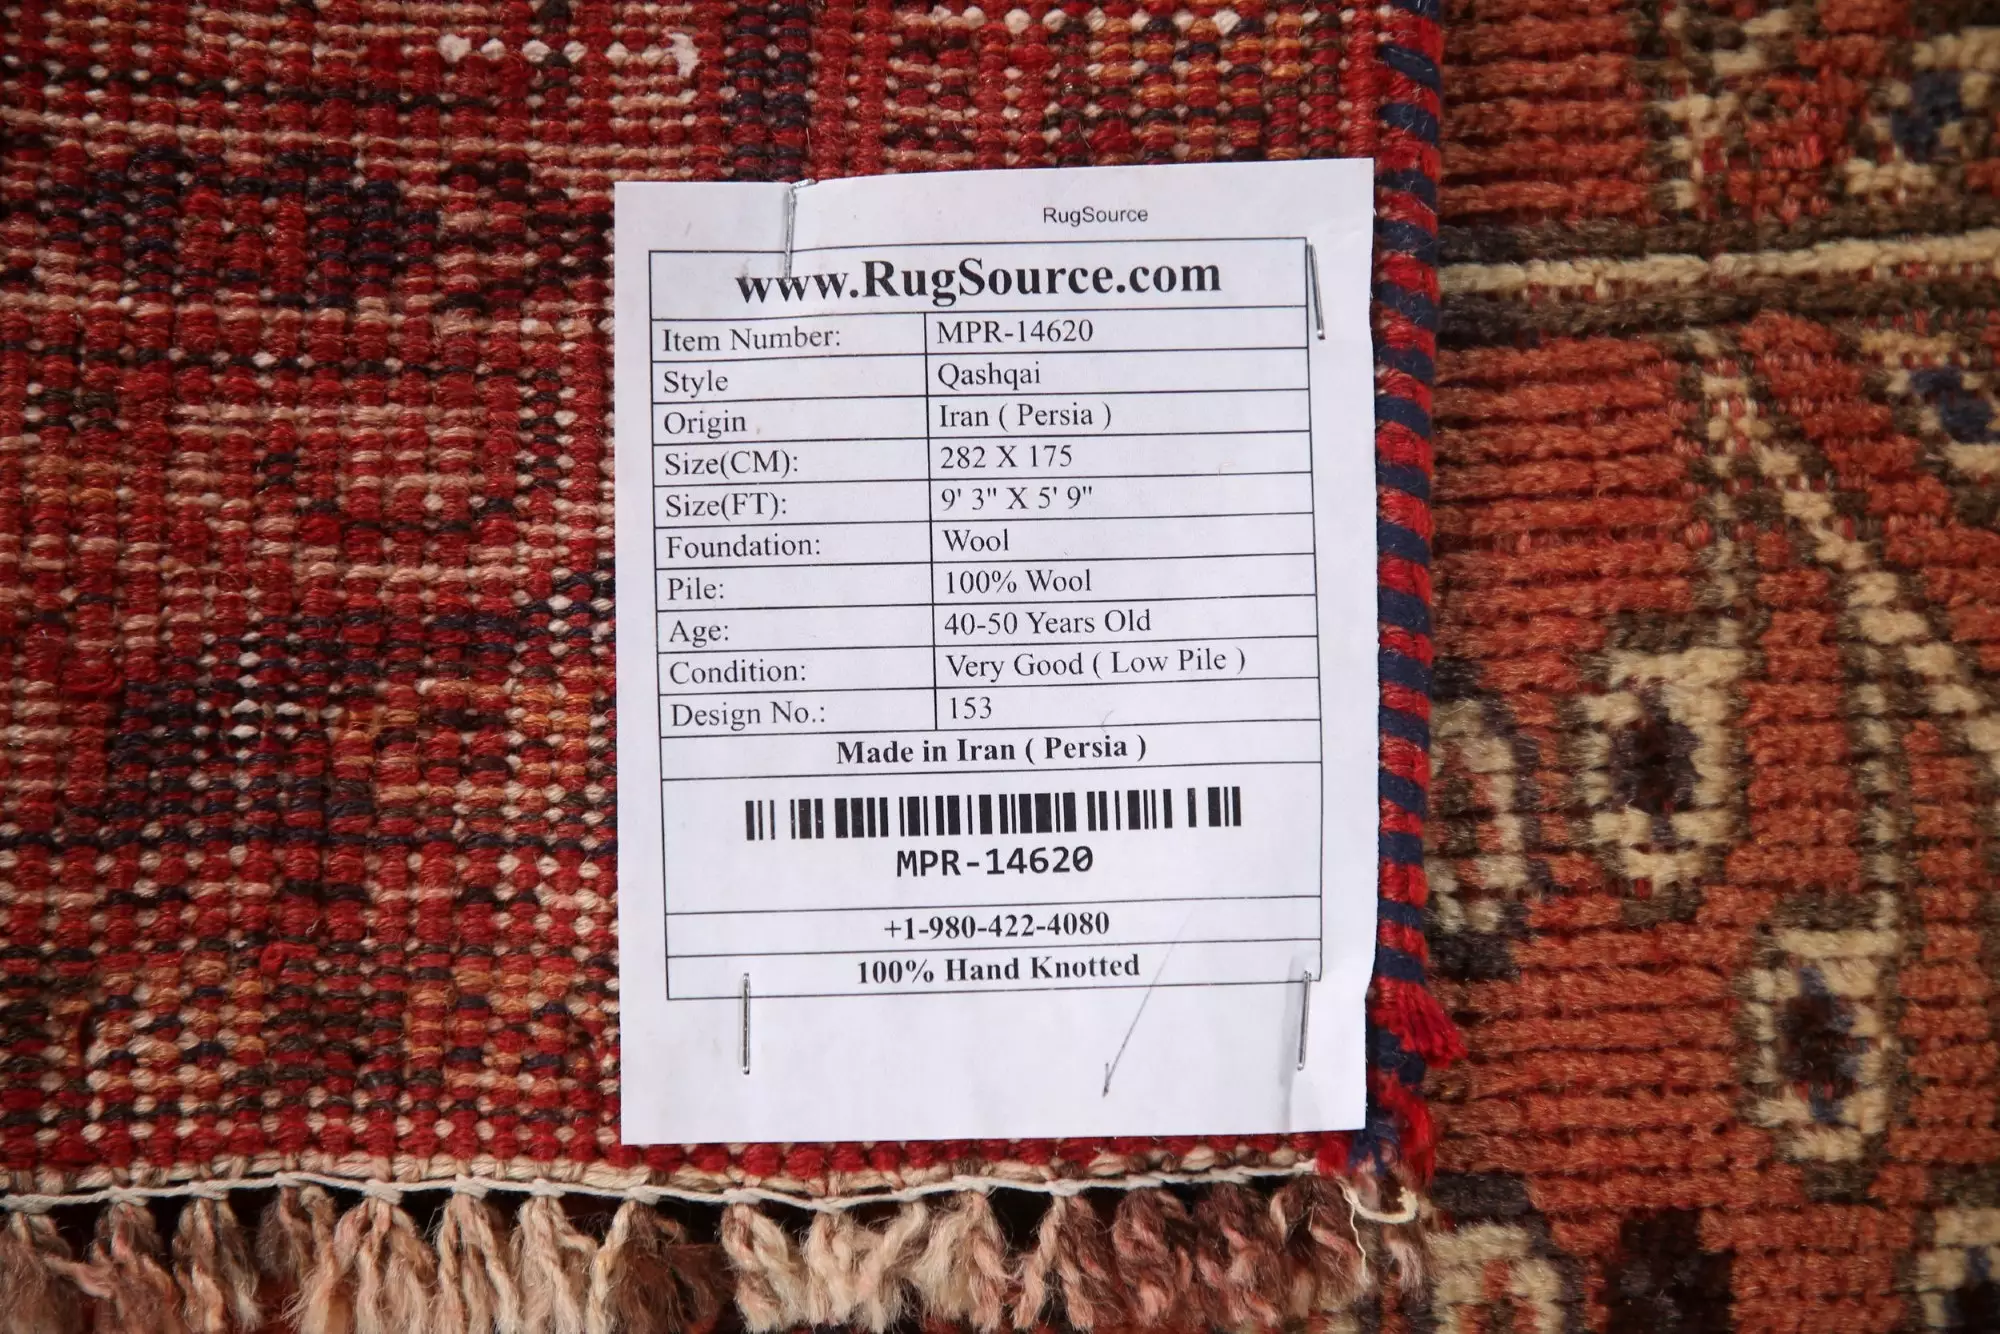 RugSource
www.RugSource.com
Item Number: MPR-14620
Style Qashqai
Origin Iran ( Persia )
Size(CM): 282 X 175
Size(FT): 9' 3" X 5' 9"
Foundation: Wool
Pile: 100% Wool
Age: 40-50 Years Old
Condition: Very Good ( Low Pile )
Design No.: 153
Made in Iran ( Persia )
MPR-14620
+1-980-422-4080
100% Hand Knotted